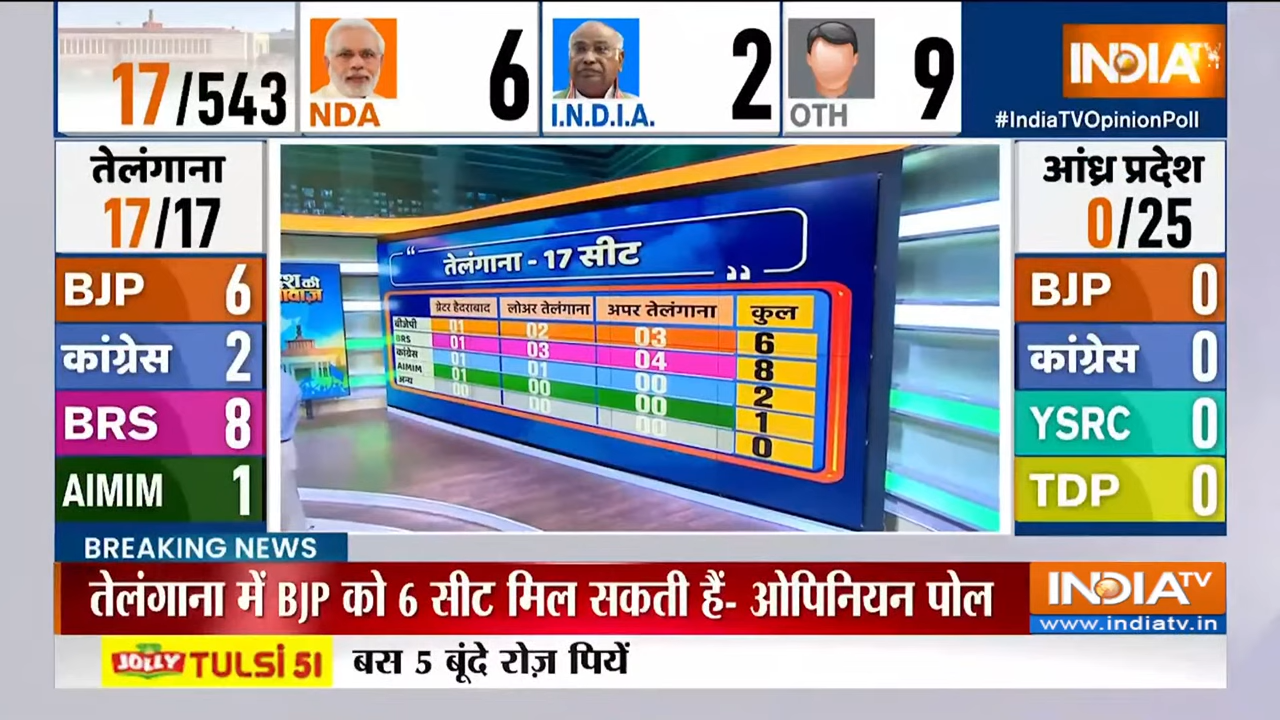 17/543
NDA
6
I.N.D.I.A.
2
OTH
9
INDIA TV
#IndiaTVOpinionPoll
तेलंगाना
17/17
BJP 6
कांग्रेस 2
BRS 8
AIMIM 1
“ तेलंगाना - 17 सीट ”
ग्रेटर हैदराबाद लोअर तेलंगाना अपर तेलंगाना कुल
बीजेपी 01 02 03 6
BRS 01 03 04 8
कांग्रेस 01 01 00 2
AIMIM 01 00 00 1
अन्य 00 00 00 0
आंध्र प्रदेश
0/25
BJP 0
कांग्रेस 0
YSRC 0
TDP 0
BREAKING NEWS
तेलंगाना में BJP को 6 सीट मिल सकती हैं- ओपिनियन पोल
INDIA TV
www.indiatv.in
JOLLY TULSI 51 बस 5 बूंदे रोज़ पियें